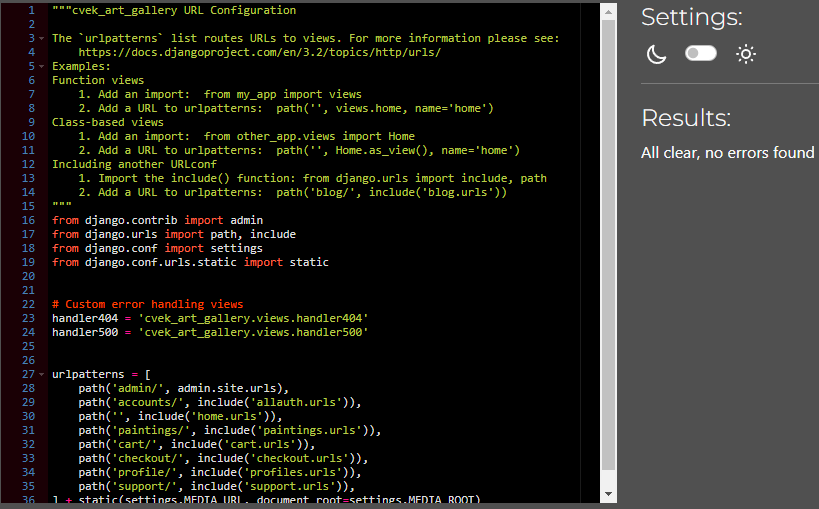 1 """cvek_art_gallery URL Configuration
2
3 The `urlpatterns` list routes URLs to views. For more information please see:
4     https://docs.djangoproject.com/en/3.2/topics/http/urls/
5 Examples:
6 Function views
7     1. Add an import:  from my_app import views
8     2. Add a URL to urlpatterns:  path('', views.home, name='home')
9 Class-based views
10     1. Add an import:  from other_app.views import Home
11     2. Add a URL to urlpatterns:  path('', Home.as_view(), name='home')
12 Including another URLconf
13     1. Import the include() function: from django.urls import include, path
14     2. Add a URL to urlpatterns:  path('blog/', include('blog.urls'))
15 """
16 from django.contrib import admin
17 from django.urls import path, include
18 from django.conf import settings
19 from django.conf.urls.static import static
20
21
22 # Custom error handling views
23 handler404 = 'cvek_art_gallery.views.handler404'
24 handler500 = 'cvek_art_gallery.views.handler500'
25
26
27 urlpatterns = [
28     path('admin/', admin.site.urls),
29     path('accounts/', include('allauth.urls')),
30     path('', include('home.urls')),
31     path('paintings/', include('paintings.urls')),
32     path('cart/', include('cart.urls')),
33     path('checkout/', include('checkout.urls')),
34     path('profile/', include('profiles.urls')),
35     path('support/', include('support.urls')),
36 ] + static(settings.MEDIA_URL, document_root=settings.MEDIA_ROOT)
Settings:
Results:
All clear, no errors found